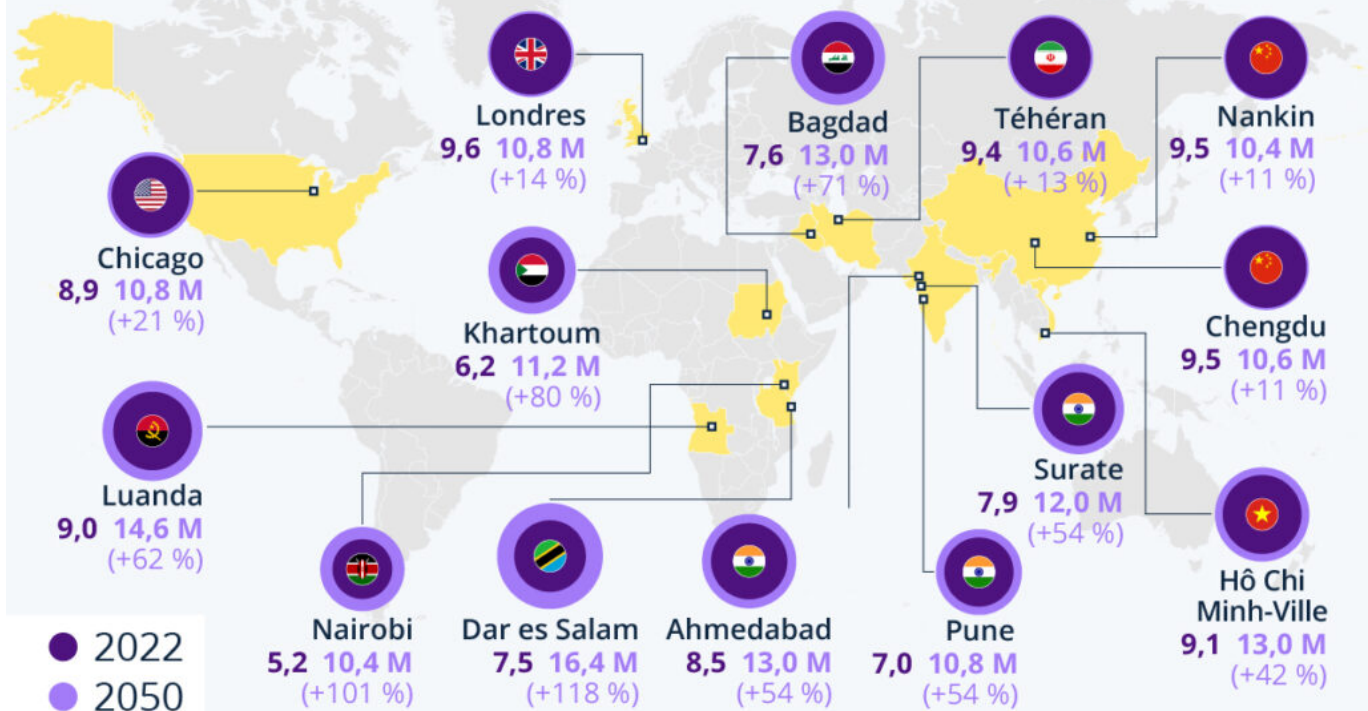 Londres
9,6 10,8 M
(+14 %)
Bagdad
7,6 13,0 M
(+71 %)
Téhéran
9,4 10,6 M
(+ 13 %)
Nankin
9,5 10,4 M
(+11 %)
Chicago
8,9 10,8 M
(+21 %)
Khartoum
6,2 11,2 M
(+80 %)
Chengdu
9,5 10,6 M
(+11 %)
Luanda
9,0 14,6 M
(+62 %)
Surate
7,9 12,0 M
(+54 %)
Nairobi
5,2 10,4 M
(+101 %)
Dar es Salam
7,5 16,4 M
(+118 %)
Ahmedabad
8,5 13,0 M
(+54 %)
Pune
7,0 10,8 M
(+54 %)
Hô Chi
Minh-Ville
9,1 13,0 M
(+42 %)
2022
2050